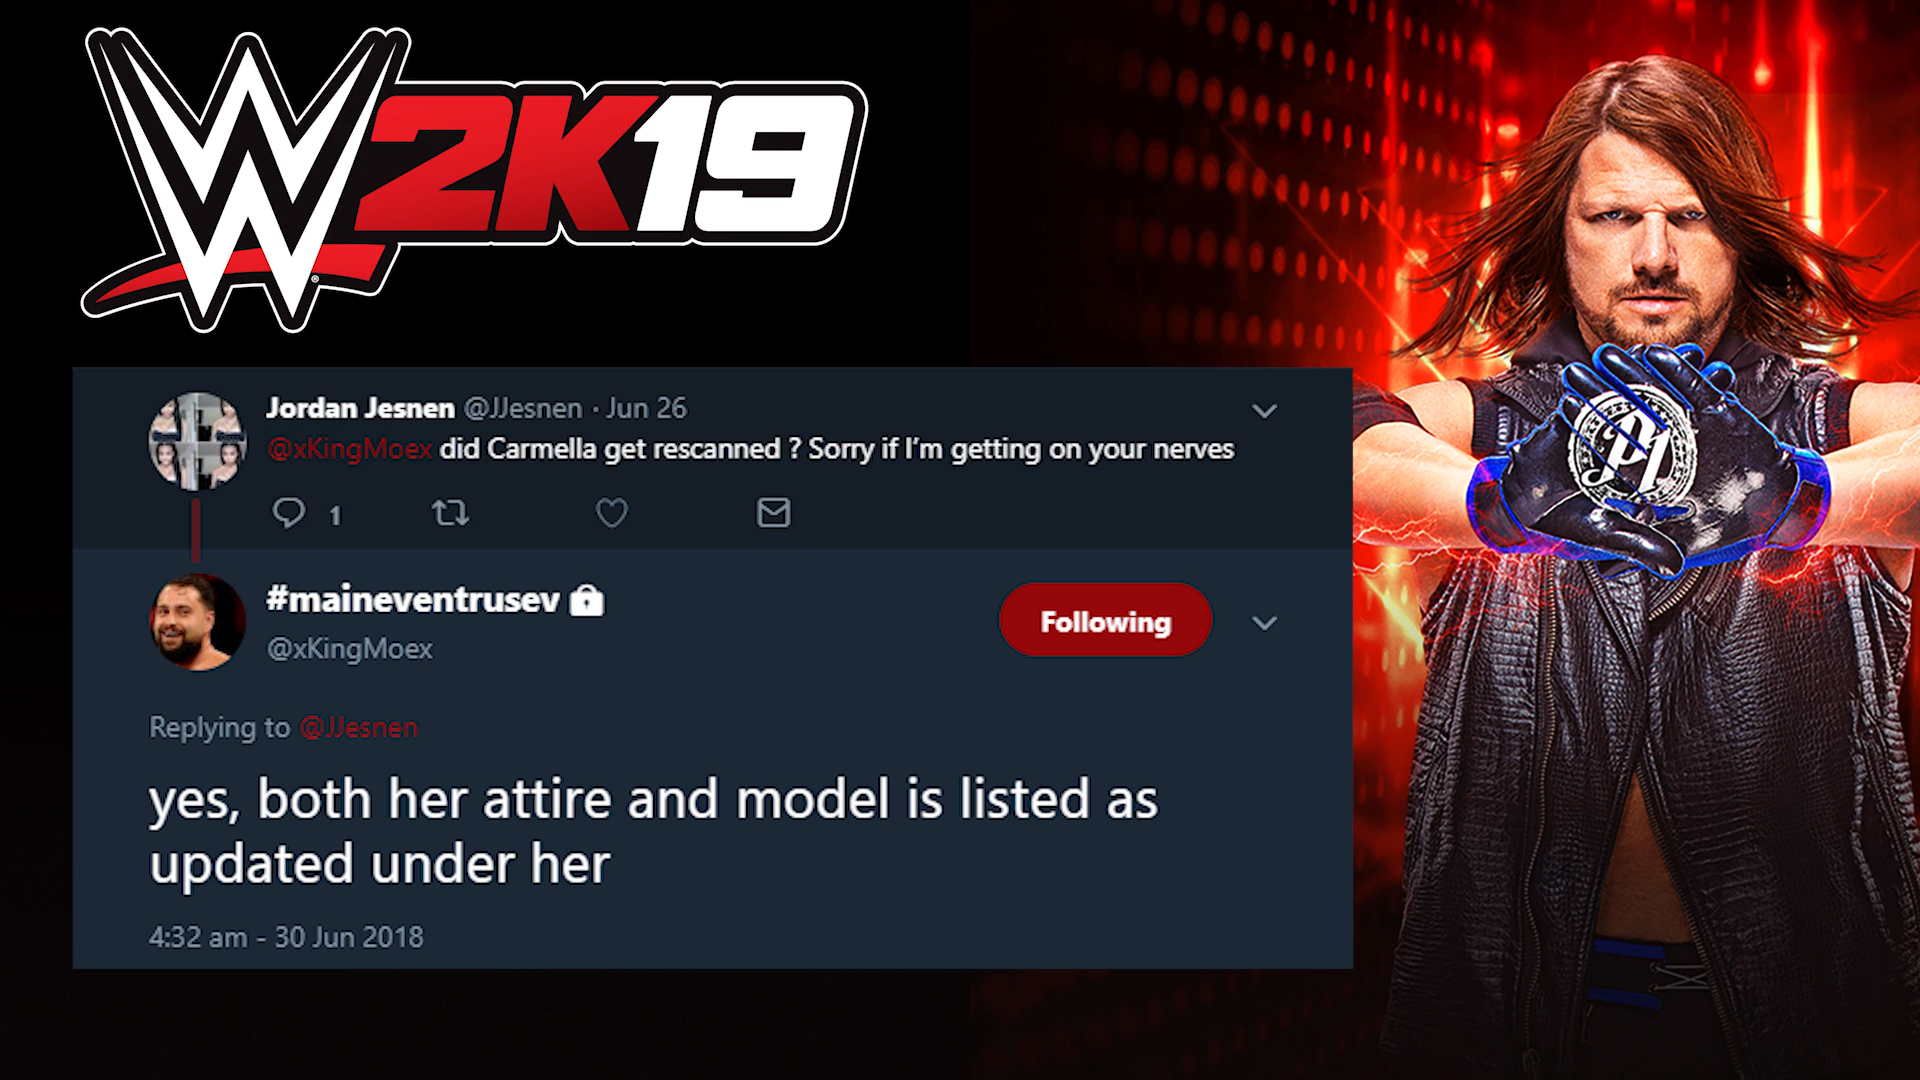 W2K19
Jordan Jesnen @JJesnen · Jun 26
@xKingMoex did Carmella get rescanned ? Sorry if I'm getting on your nerves
1
#maineventrusev
@xKingMoex
Following
Replying to @JJesnen
yes, both her attire and model is listed as
updated under her
4:32 am - 30 Jun 2018
P1